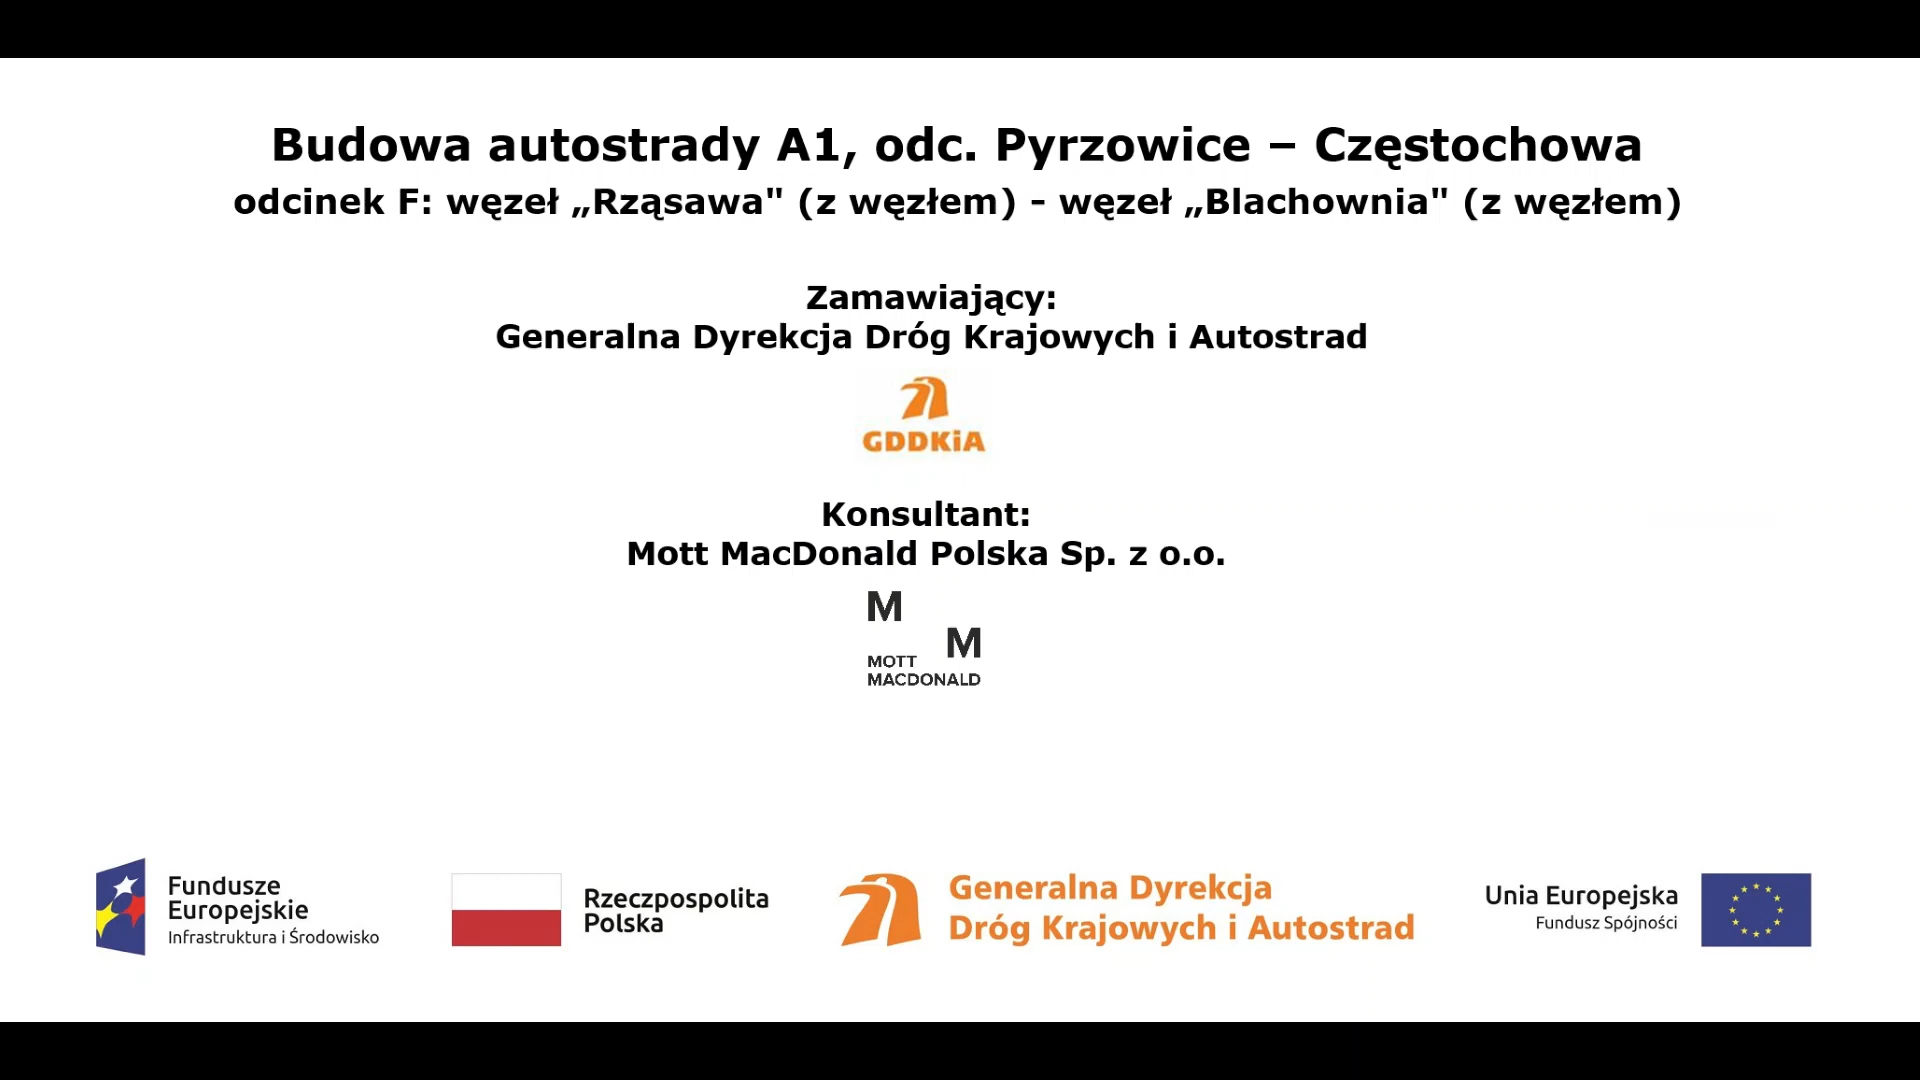 Budowa autostrady A1, odc. Pyrzowice – Częstochowa
odcinek F: węzeł „Rząsawa" (z węzłem) - węzeł „Blachownia" (z węzłem)
Zamawiający:
Generalna Dyrekcja Dróg Krajowych i Autostrad
GDDKiA
Konsultant:
Mott MacDonald Polska Sp. z o.o.
M
M
MOTT
MACDONALD
Fundusze
Europejskie
Infrastruktura i Środowisko
Rzeczpospolita
Polska
Generalna Dyrekcja
Dróg Krajowych i Autostrad
Unia Europejska
Fundusz Spójności